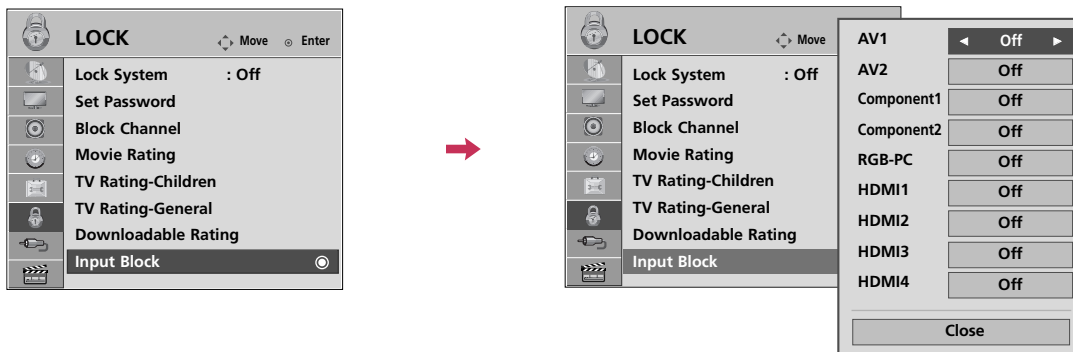 LOCK Move Enter
Lock System : Off
Set Password
Block Channel
Movie Rating
TV Rating-Children
TV Rating-General
Downloadable Rating
Input Block
LOCK Move
Lock System : Off
Set Password
Block Channel
Movie Rating
TV Rating-Children
TV Rating-General
Downloadable Rating
Input Block
AV1 ◄ Off ►
AV2 Off
Component1 Off
Component2 Off
RGB-PC Off
HDMI1 Off
HDMI2 Off
HDMI3 Off
HDMI4 Off
Close